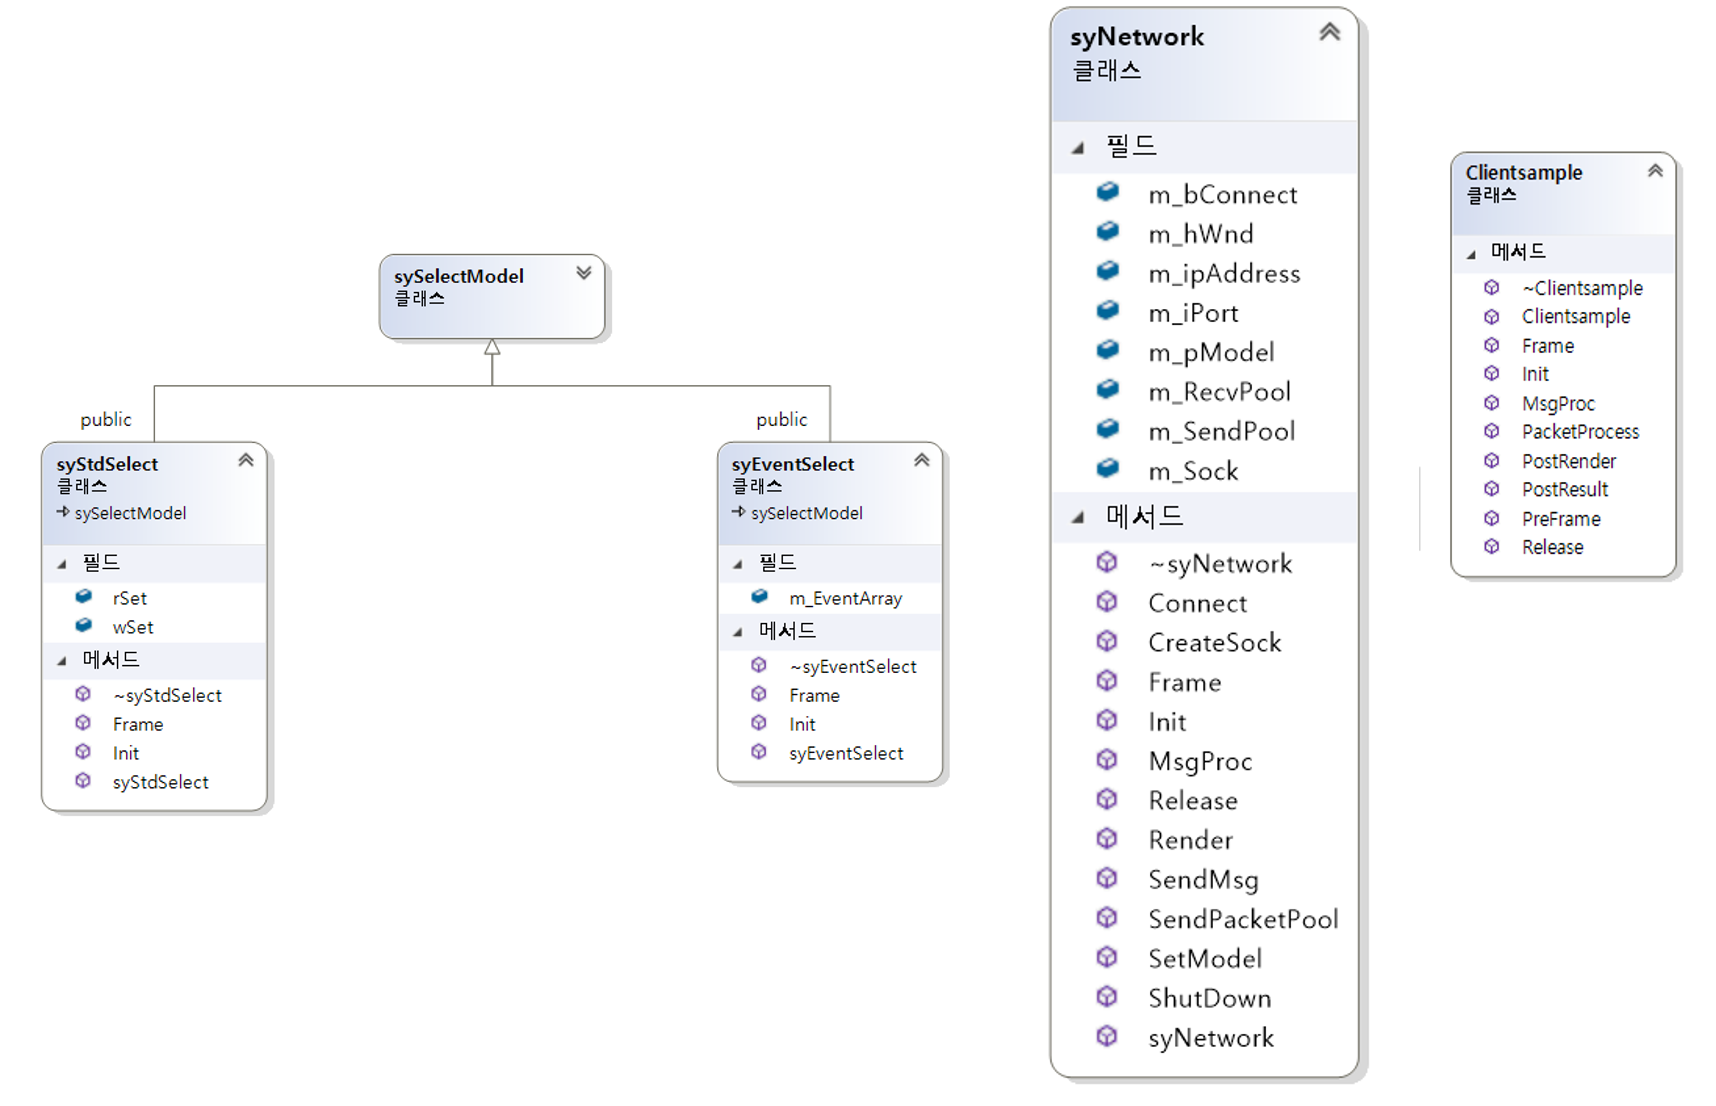 sySelectModel
클래스
public
public
syStdSelect
클래스
sySelectModel
필드
rSet
wSet
메서드
~syStdSelect
Frame
Init
syStdSelect
syEventSelect
클래스
sySelectModel
필드
m_EventArray
메서드
~syEventSelect
Frame
Init
syEventSelect
syNetwork
클래스
필드
m_bConnect
m_hWnd
m_ipAddress
m_iPort
m_pModel
m_RecvPool
m_SendPool
m_Sock
메서드
~syNetwork
Connect
CreateSock
Frame
Init
MsgProc
Release
Render
SendMsg
SendPacketPool
SetModel
ShutDown
syNetwork
Clientsample
클래스
메서드
~Clientsample
Clientsample
Frame
Init
MsgProc
PacketProcess
PostRender
PostResult
PreFrame
Release